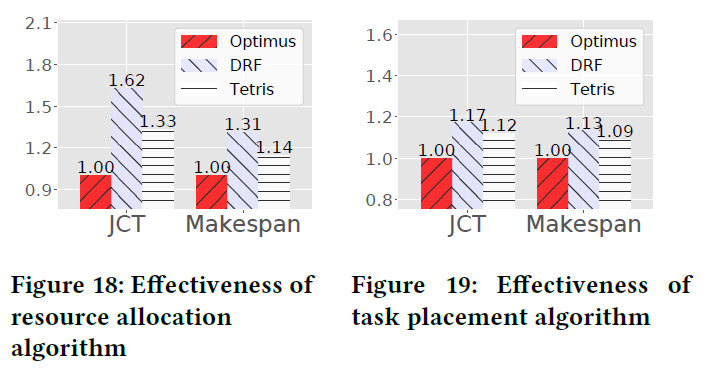 2.1
1.8
1.5
1.2
0.9
Optimus
DRF
Tetris
1.00
1.62
1.33
1.00
1.31
1.14
JCT
Makespan
Figure 18: Effectiveness of
resource allocation
algorithm
1.6
1.4
1.2
1.0
0.8
Optimus
DRF
Tetris
1.00
1.17
1.12
1.00
1.13
1.09
JCT
Makespan
Figure 19: Effectiveness of
task placement algorithm